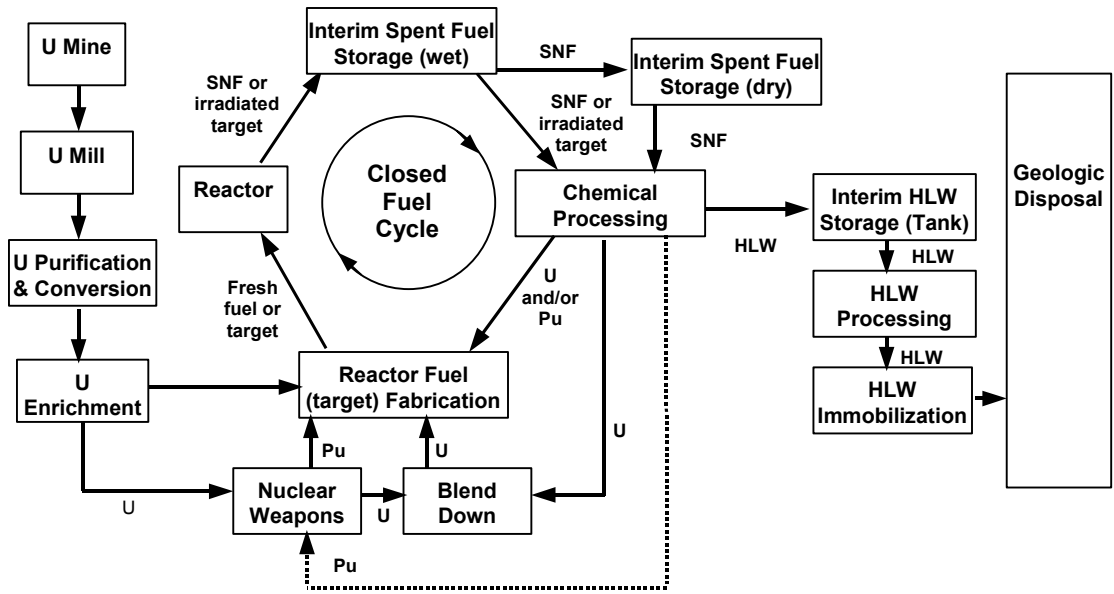 U Mine
U Mill
U Purification
& Conversion
U
Enrichment
U
Interim Spent Fuel
Storage (wet)
SNF
Interim Spent Fuel
Storage (dry)
SNF or
irradiated
target
SNF or
irradiated
target
SNF
Reactor
Closed
Fuel
Cycle
Chemical
Processing
Fresh
fuel or
target
U
and/or
Pu
Reactor Fuel
(target) Fabrication
Pu
U
U
Nuclear
Weapons
U
Blend
Down
Pu
HLW
Interim HLW
Storage (Tank)
HLW
HLW
Processing
HLW
HLW
Immobilization
Geologic
Disposal